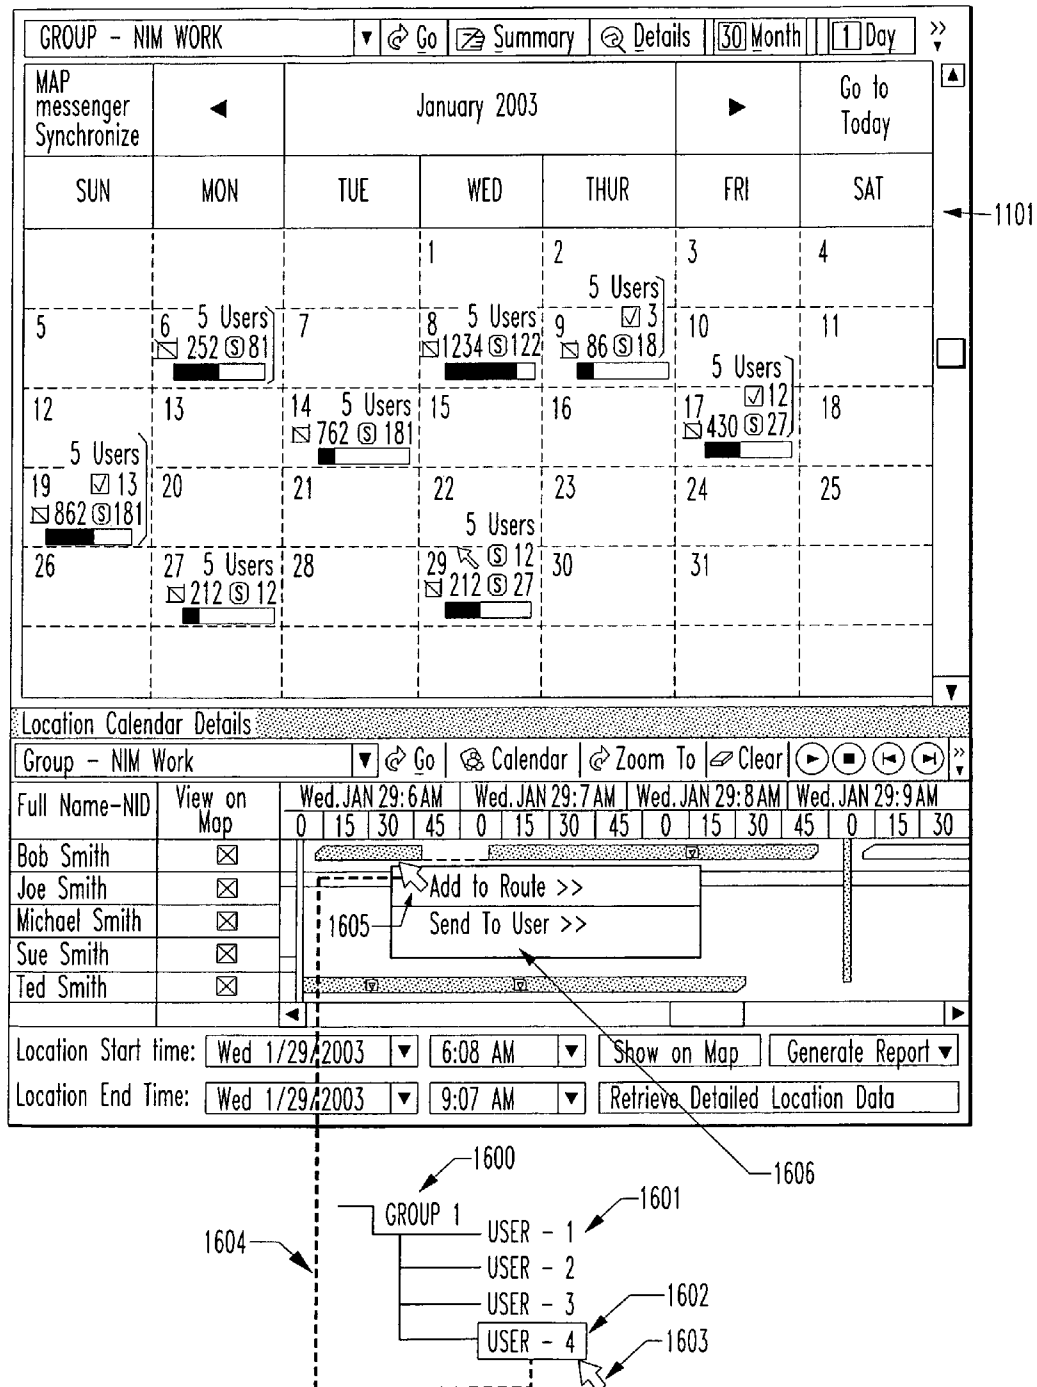 GROUP - NIM WORK Go Summary Details 30 Month 1 Day >>
MAP messenger Synchronize
January 2003
Go to Today
SUN MON TUE WED THUR FRI SAT
1101
1 2 3 4
5 Users
5 6 5 Users 7 8 5 Users 9 3 10 11
252 S 81 1234 S 122 86 S 18
5 Users
12 13 14 5 Users 15 16 17 12 18
762 S 181 430 S 27
5 Users
19 13 20 21 22 23 24 25
862 S 181
5 Users
S 12
26 27 5 Users 28 29 30 31
212 S 12 212 S 27
Location Calendar Details
Group - NIM Work Go Calendar Zoom To Clear >>
Full Name-NID View on Map Wed.JAN 29:6AM Wed.JAN 29:7AM Wed.JAN 29:8AM Wed.JAN 29:9AM
0 15 30 45 0 15 30 45 0 15 30 45 0 15 30
Bob Smith
Joe Smith
Michael Smith
Sue Smith
Ted Smith
Add to Route >>
Send To User >>
1605
Location Start time: Wed 1/29/2003 6:08 AM Show on Map Generate Report
Location End Time: Wed 1/29/2003 9:07 AM Retrieve Detailed Location Data
1606
1600
GROUP 1
1601
USER - 1
1604
USER - 2
USER - 3
1602
USER - 4
1603